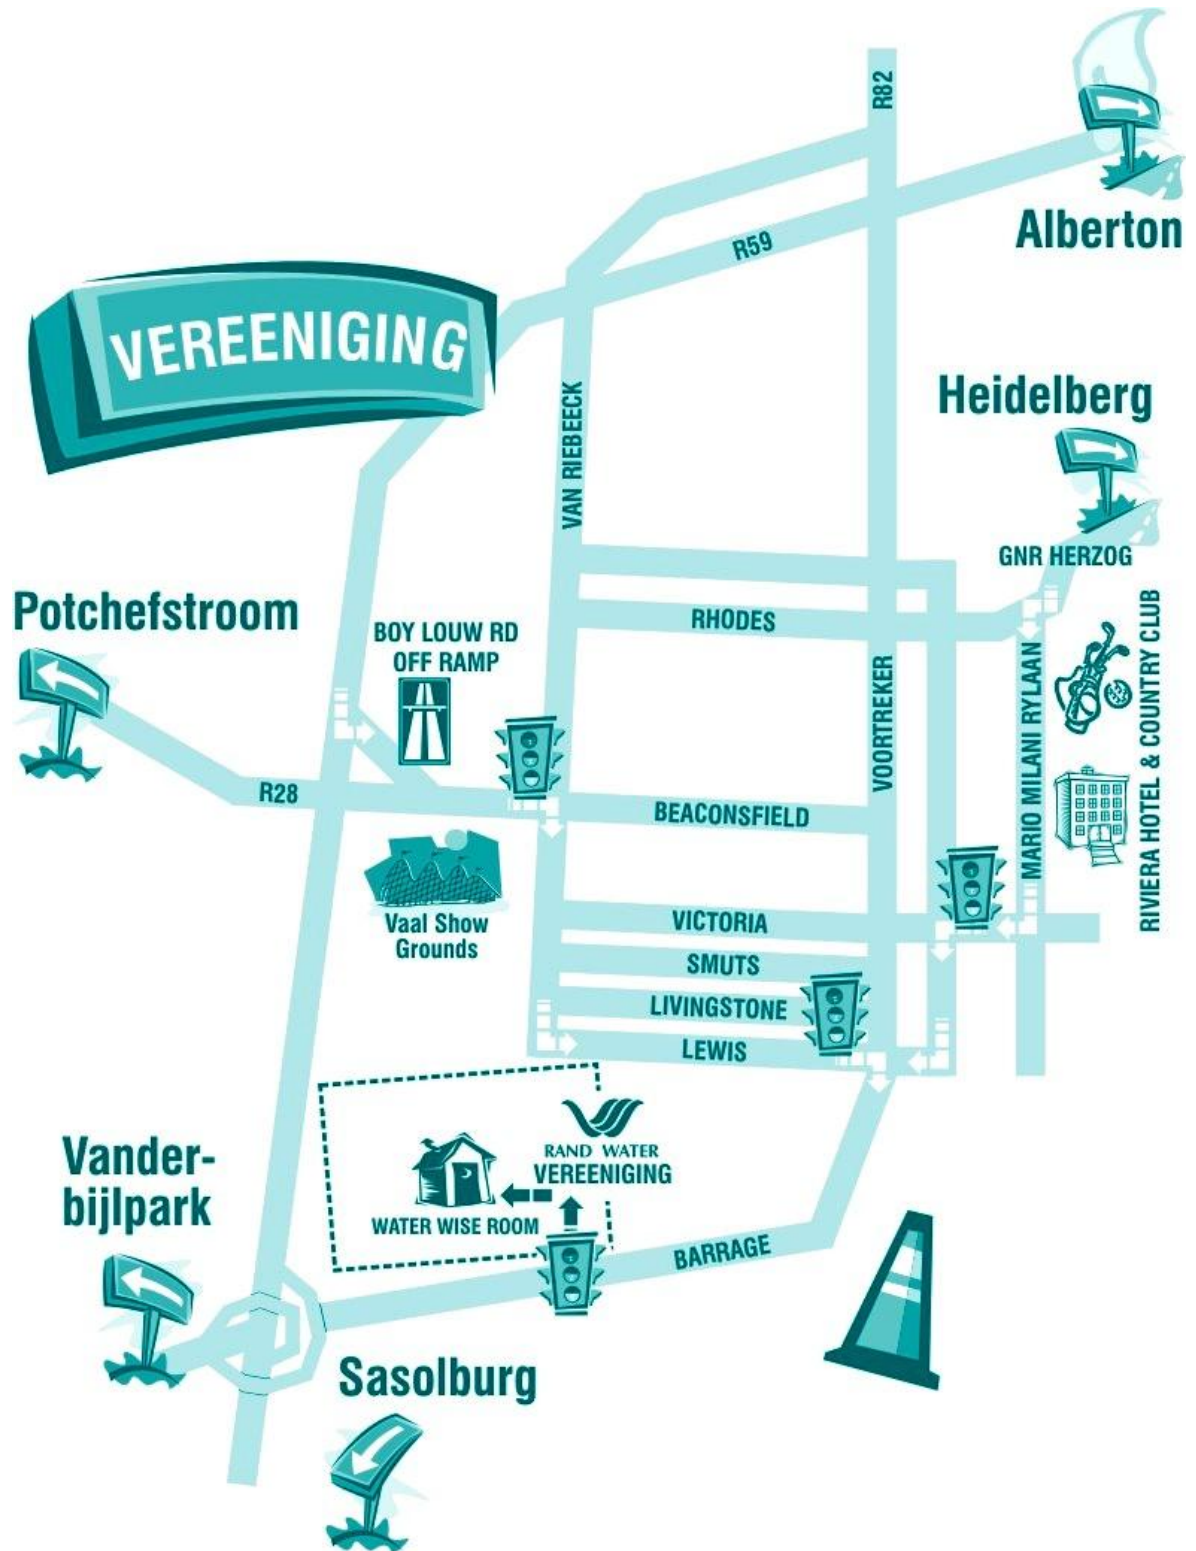 R82
Alberton
R59
VEREENIGING
Heidelberg
VAN RIEBEECK
GNR HERZOG
Potchefstroom
BOY LOUW RD
OFF RAMP
RHODES
VOORTREKER
MARIO MILANI RYLAAN
RIVIERA HOTEL & COUNTRY CLUB
R28
BEACONSFIELD
Vaal Show
Grounds
VICTORIA
SMUTS
LIVINGSTONE
LEWIS
RAND WATER
VEREENIGING
WATER WISE ROOM
Vander-
bijlpark
BARRAGE
Sasolburg